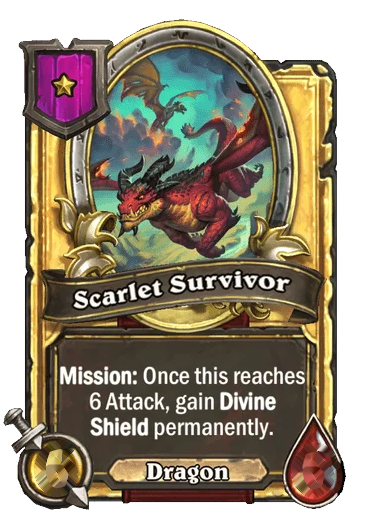 Scarlet Survivor
Mission: Once this reaches
6 Attack, gain Divine
Shield permanently.
Dragon